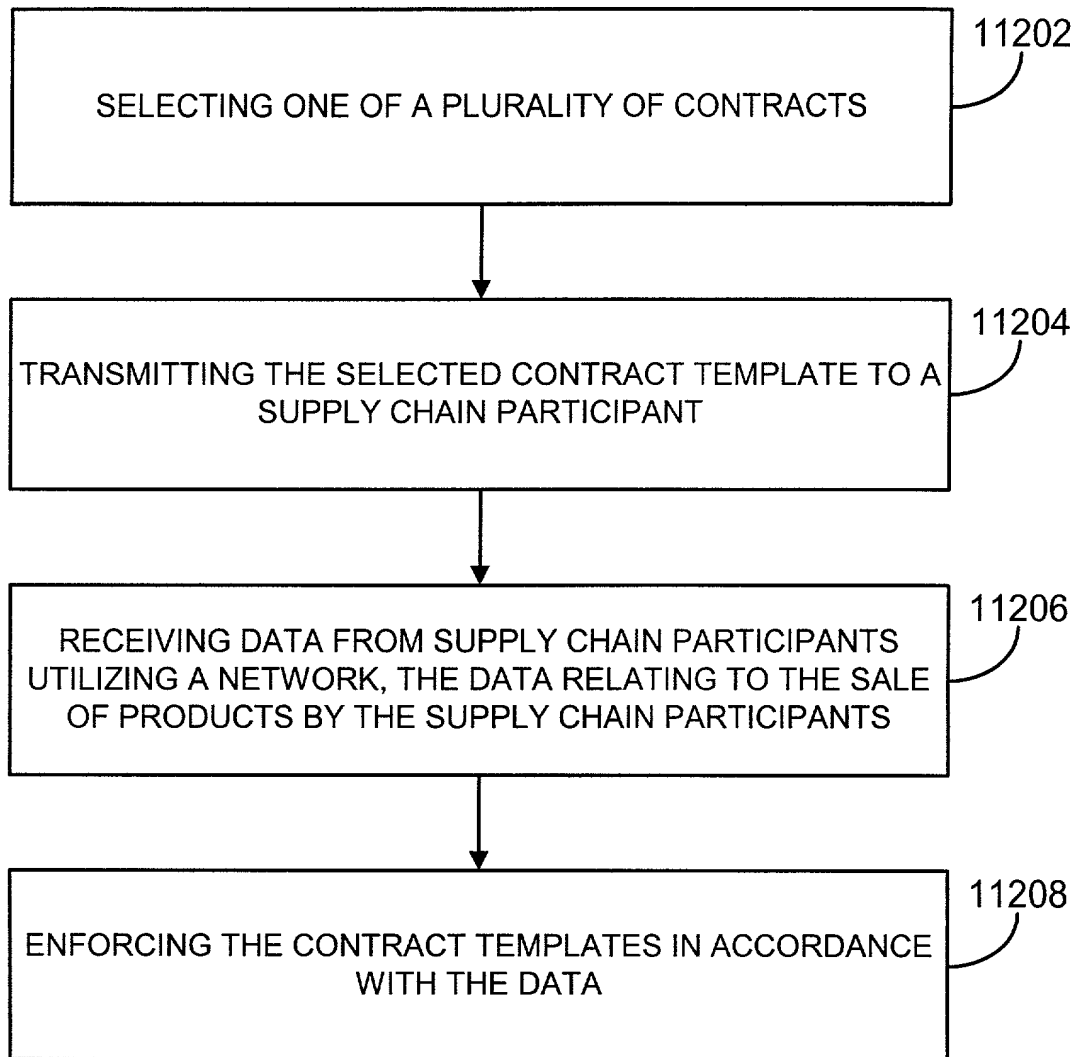 11202
SELECTING ONE OF A PLURALITY OF CONTRACTS
11204
TRANSMITTING THE SELECTED CONTRACT TEMPLATE TO A
SUPPLY CHAIN PARTICIPANT
11206
RECEIVING DATA FROM SUPPLY CHAIN PARTICIPANTS
UTILIZING A NETWORK, THE DATA RELATING TO THE SALE
OF PRODUCTS BY THE SUPPLY CHAIN PARTICIPANTS
11208
ENFORCING THE CONTRACT TEMPLATES IN ACCORDANCE
WITH THE DATA